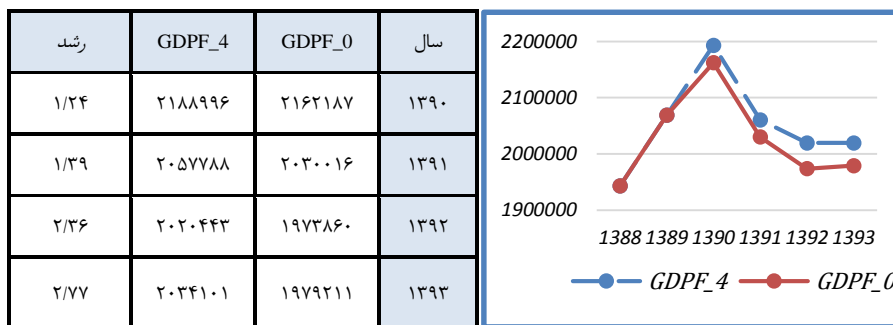 سال GDPF_0 GDPF_4 رشد
۱۳۹۰ ۲۱۶۲۱۸۷ ۲۱۸۸۹۹۶ ۱/۲۴
۱۳۹۱ ۲۰۳۰۰۱۶ ۲۰۵۷۷۸۸ ۱/۳۹
۱۳۹۲ ۱۹۷۳۸۶۰ ۲۰۲۰۴۴۳ ۲/۳۶
۱۳۹۳ ۱۹۷۹۲۱۱ ۲۰۳۴۱۰۱ ۲/۷۷
2200000
2100000
2000000
1900000
1388 1389 1390 1391 1392 1393
GDPF_4 GDPF_0